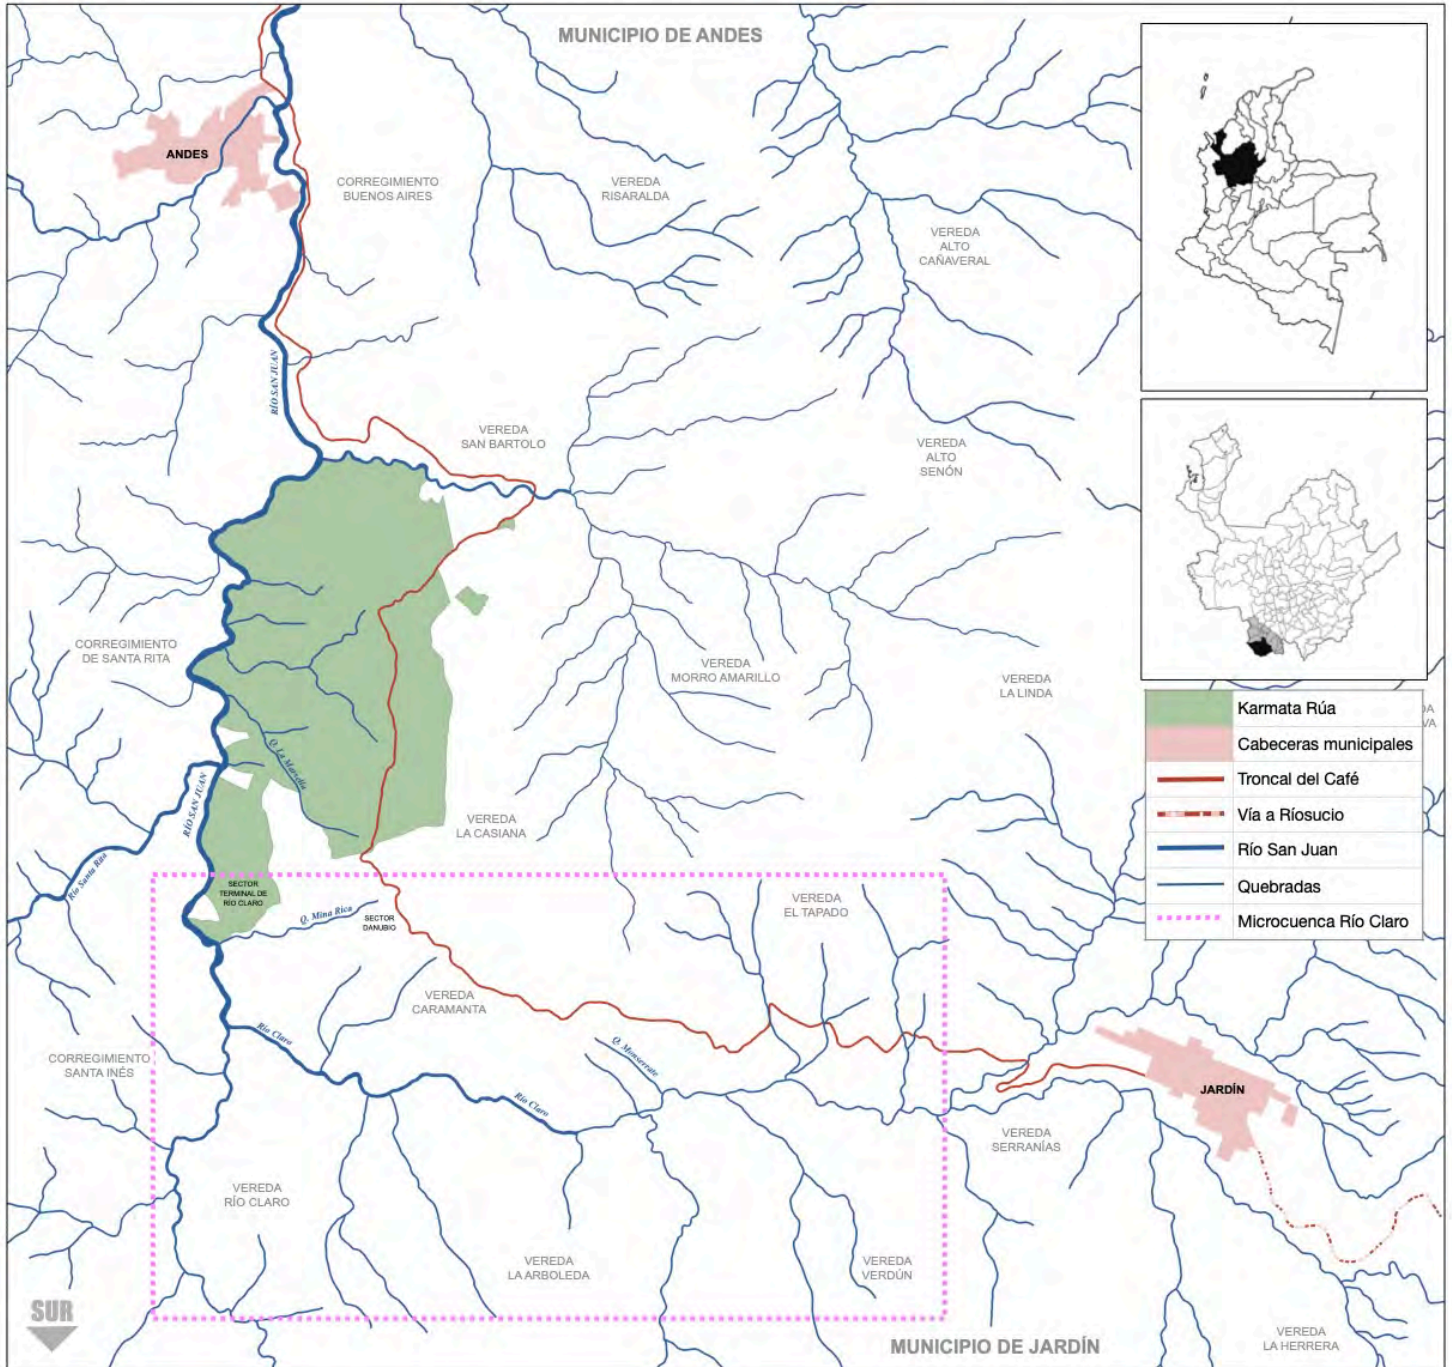 MUNICIPIO DE ANDES
ANDES
CORREGIMIENTO
BUENOS AIRES
VEREDA
RISARALDA
VEREDA
ALTO
CAÑAVERAL
RÍO SAN JUAN
VEREDA
SAN BARTOLO
VEREDA
ALTO
SENÓN
CORREGIMIENTO
DE SANTA RITA
VEREDA
MORRO AMARILLO
VEREDA
LA LINDA
Karmata Rúa
Cabeceras municipales
Troncal del Café
Vía a Ríosucio
Río San Juan
Quebradas
Microcuenca Río Claro
DA
VA
RÍO SAN JUAN
VEREDA
LA CASIANA
Río Santa Rita
SECTOR
TERMINAL DE
RÍO CLARO
Q. Mina Rica
SECTOR
DANUBIO
VEREDA
EL TAPADO
VEREDA
CARAMANTA
Río Claro
Q. Monserrate
CORREGIMIENTO
SANTA INÉS
Río Claro
JARDÍN
VEREDA
SERRANÍAS
VEREDA
RÍO CLARO
VEREDA
LA ARBOLEDA
VEREDA
VERDÚN
SUR
MUNICIPIO DE JARDÍN
VEREDA
LA HERRERA